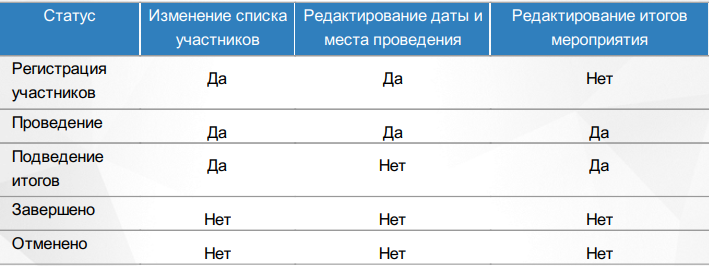 Статус Изменение списка Редактирование даты и Редактирование итогов
участников места проведения мероприятия
Регистрация
участников Да Да Нет
Проведение
Да Да Да
Подведение
итогов Да Нет Да
Завершено
Нет Нет Нет
Отменено
Нет Нет Нет